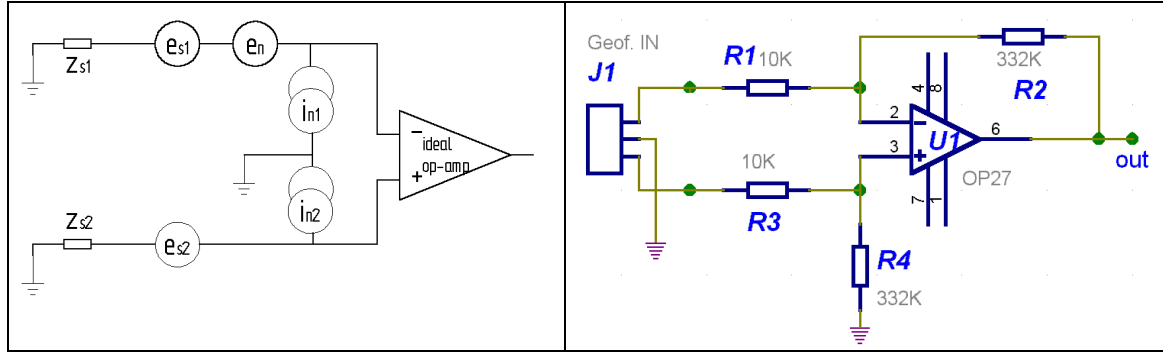 Zs1
es1
en
in1
ideal
op-amp
−
+
in2
Zs2
es2
Geof. IN
J1
R1
10K
332K
R2
4
8
2
−
3
+
U1
6
out
OP27
7
1
10K
R3
R4
332K